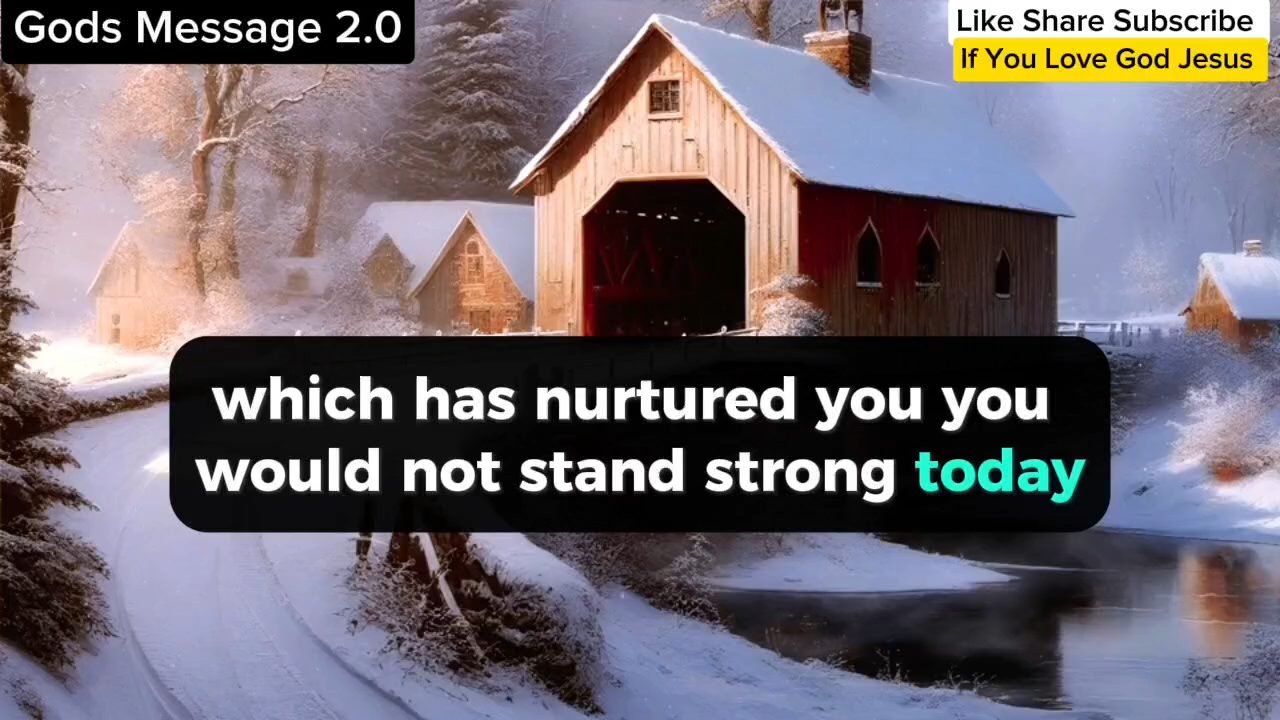 Gods Message 2.0
Like Share Subscribe
If You Love God Jesus
which has nurtured you you
would not stand strong today